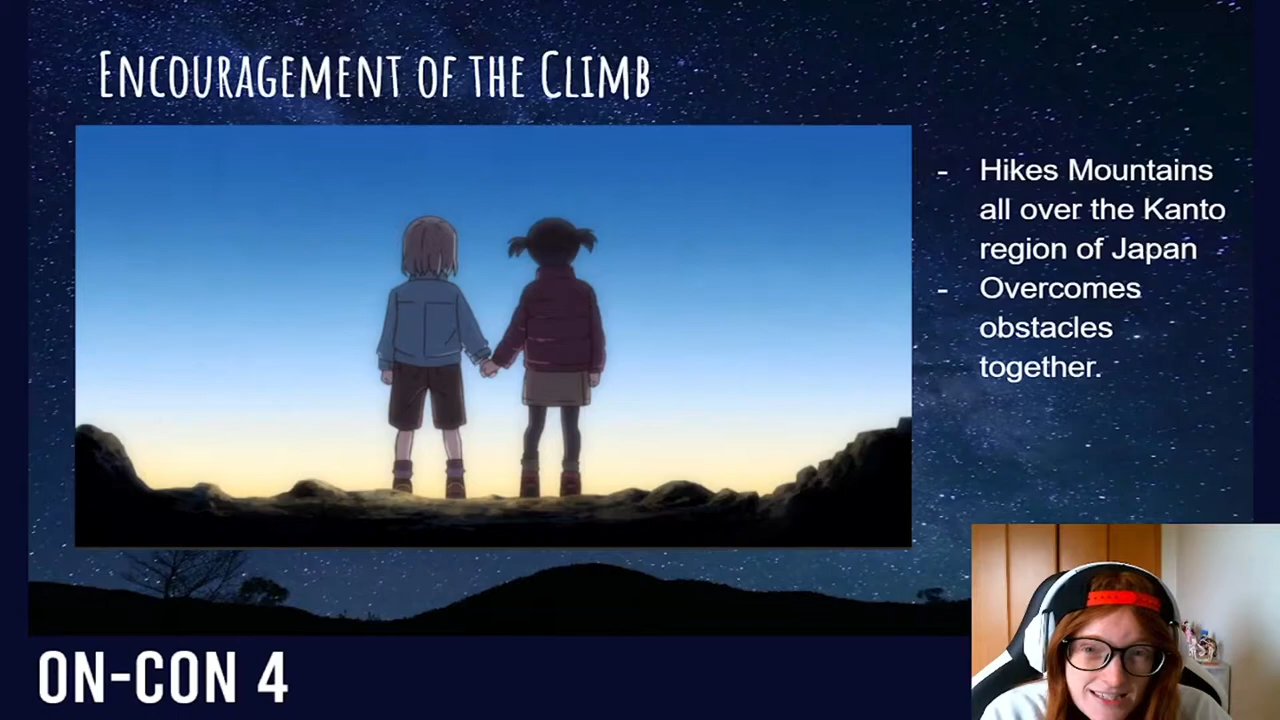 Encouragement of the Climb
- Hikes Mountains
all over the Kanto
region of Japan
- Overcomes
obstacles
together.
ON-CON 4